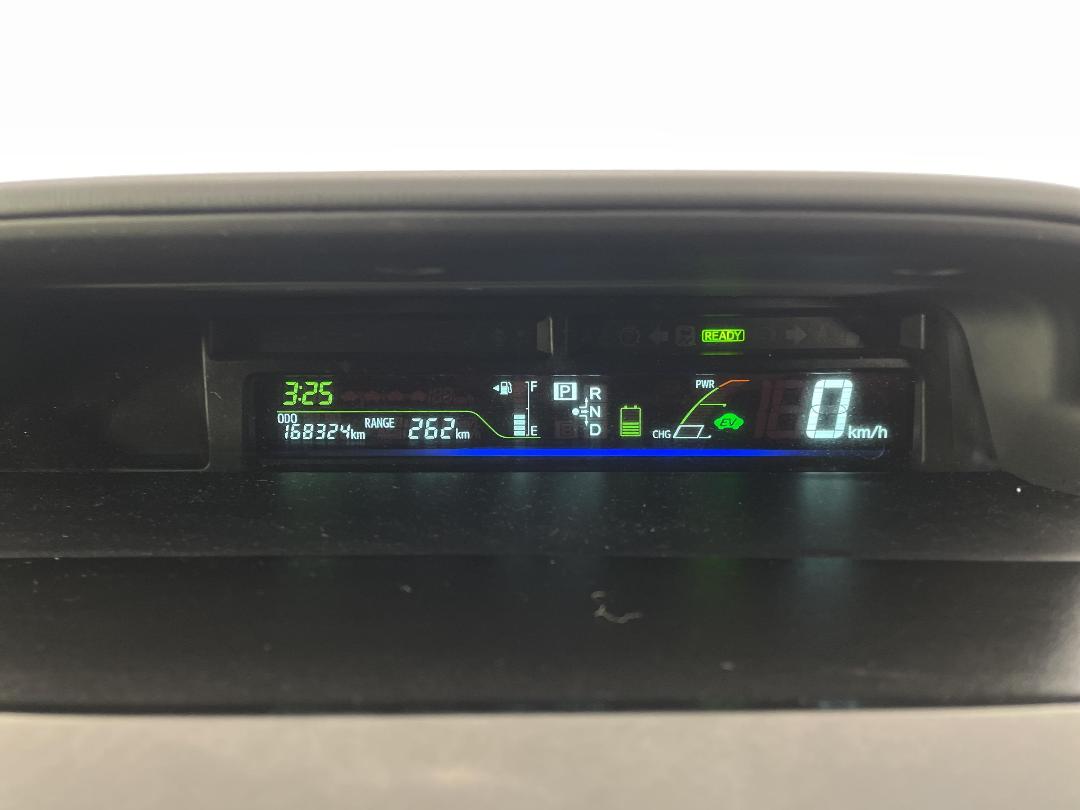 READY
3:25
ODO
168324km
RANGE 262km
F
E
P
R
N
D
PWR
CHG
EV
0 km/h